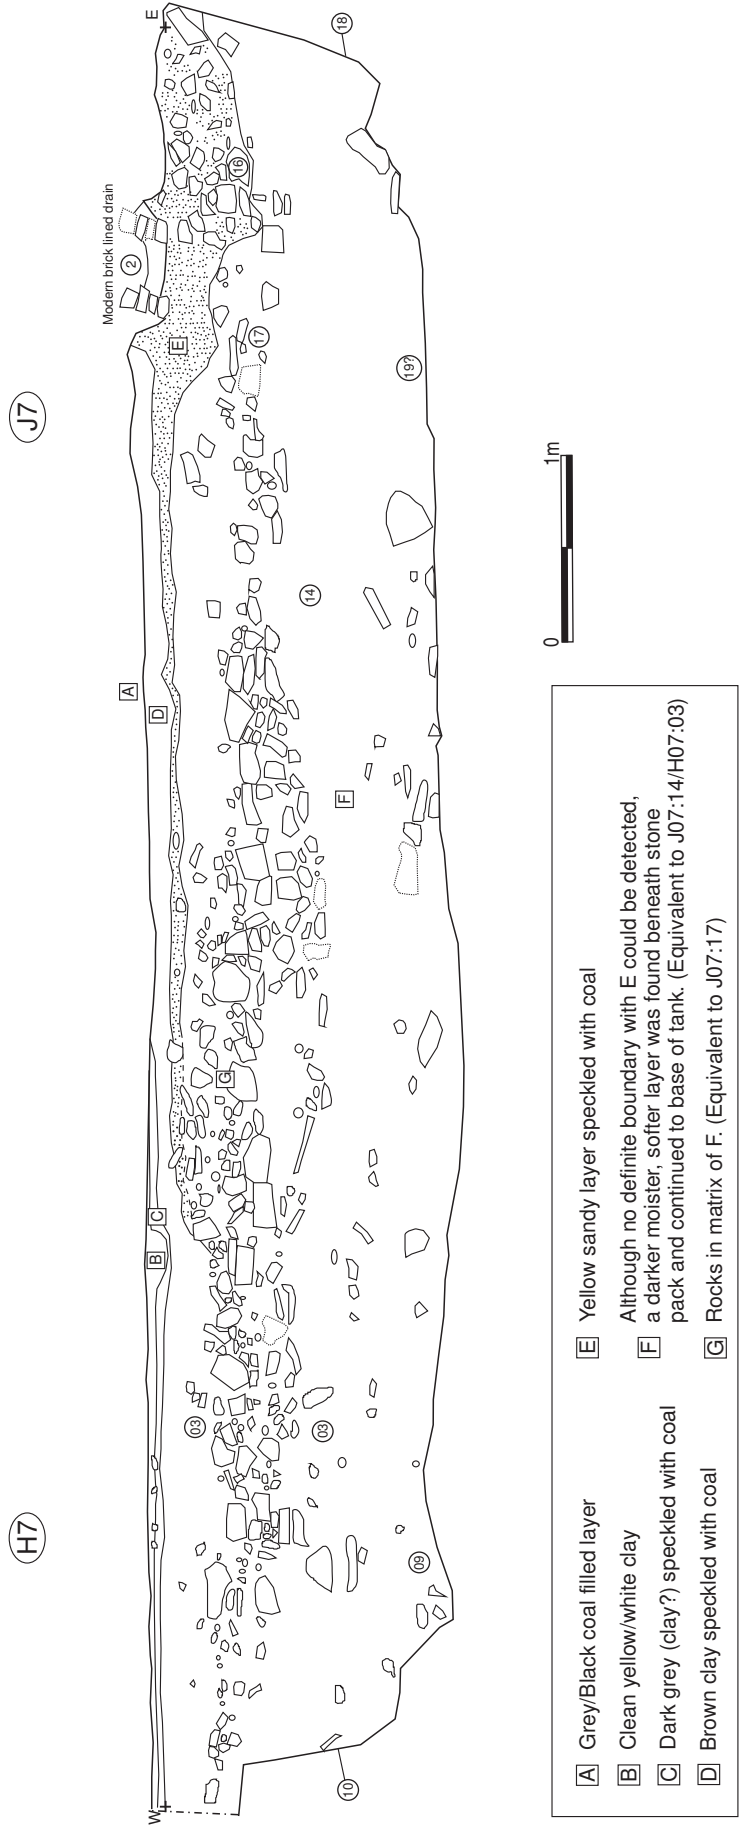 H7
J7
Modern brick lined drain
W
E
2
A
D
B
C
E
F
G
16
17
18
19?
14
03
03
09
10
0
1m
A Grey/Black coal filled layer
B Clean yellow/white clay
C Dark grey (clay?) speckled with coal
D Brown clay speckled with coal
E Yellow sandy layer speckled with coal
F Although no definite boundary with E could be detected,
a darker moister, softer layer was found beneath stone
pack and continued to base of tank. (Equivalent to J07:14/H07:03)
G Rocks in matrix of F. (Equivalent to J07:17)